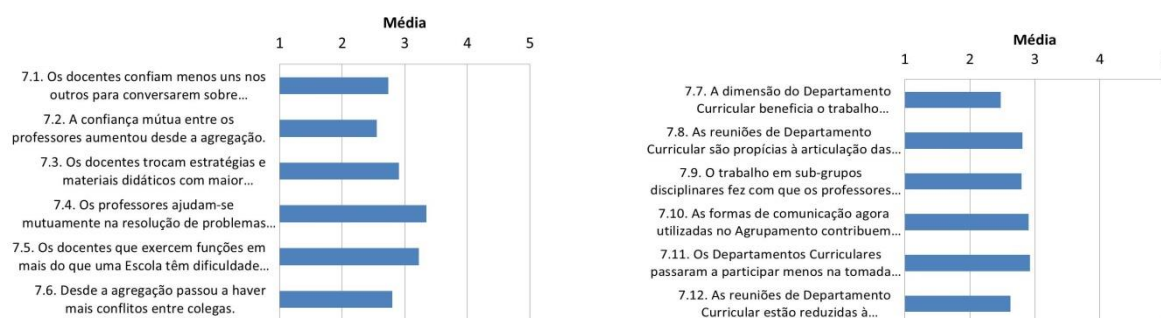 Média
1 2 3 4 5
7.1. Os docentes confiam menos uns nos
outros para conversarem sobre...
7.2. A confiança mútua entre os
professores aumentou desde a agregação.
7.3. Os docentes trocam estratégias e
materiais didáticos com maior...
7.4. Os professores ajudam-se
mutuamente na resolução de problemas...
7.5. Os docentes que exercem funções em
mais do que uma Escola têm dificuldade...
7.6. Desde a agregação passou a haver
mais conflitos entre colegas.
Média
1 2 3 4
7.7. A dimensão do Departamento
Curricular beneficia o trabalho...
7.8. As reuniões de Departamento
Curricular são propícias à articulação das...
7.9. O trabalho em sub-grupos
disciplinares fez com que os professores...
7.10. As formas de comunicação agora
utilizadas no Agrupamento contribuem...
7.11. Os Departamentos Curriculares
passaram a participar menos na tomada...
7.12. As reuniões de Departamento
Curricular estão reduzidas à...